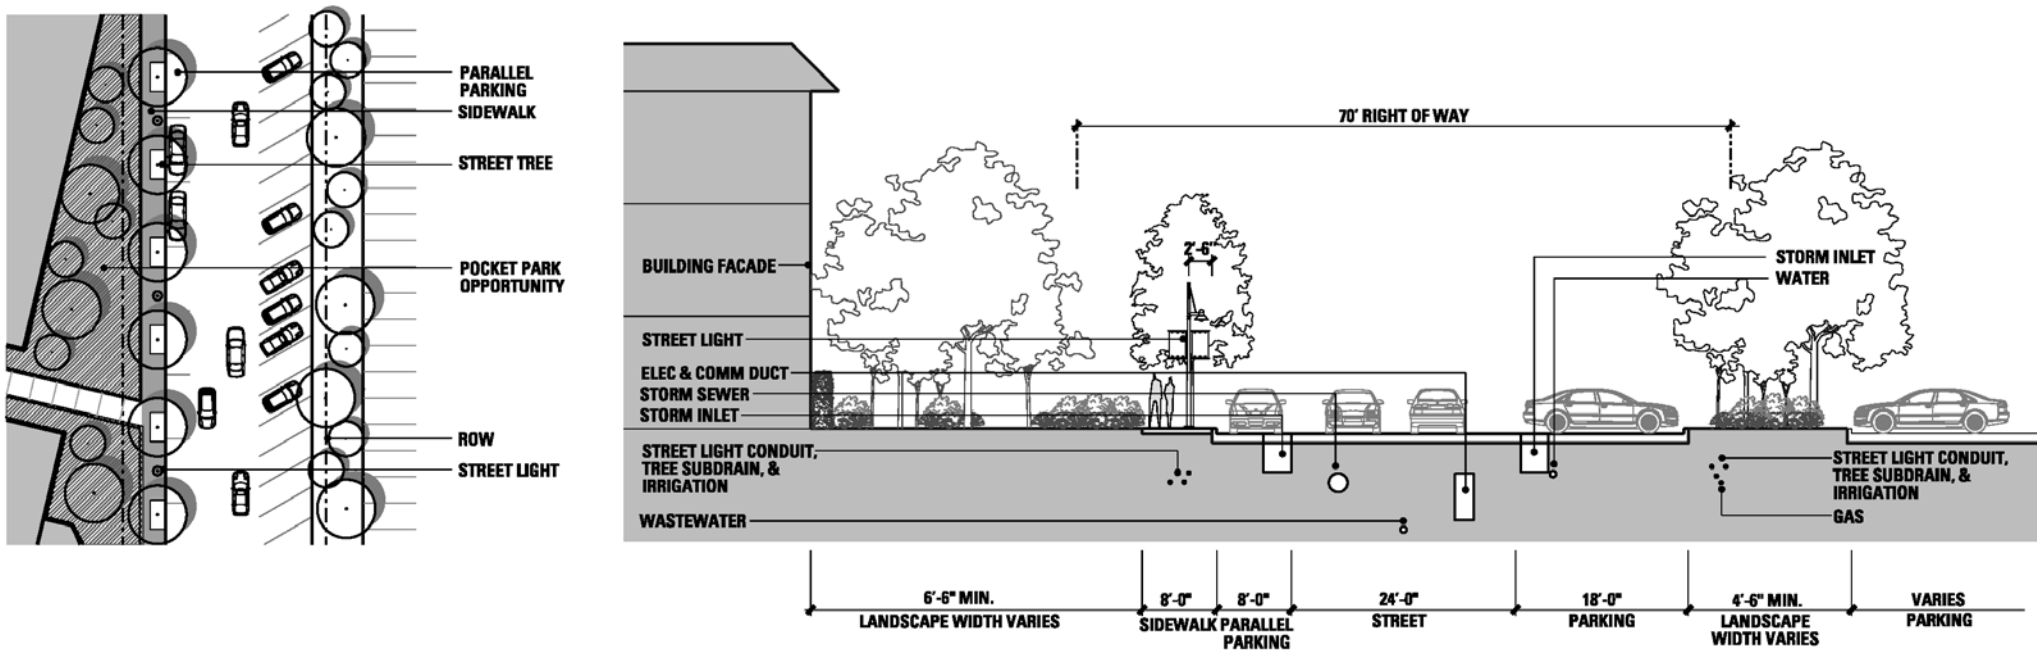 PARALLEL
PARKING
SIDEWALK
STREET TREE
POCKET PARK
OPPORTUNITY
ROW
STREET LIGHT
70' RIGHT OF WAY
2'-6"
BUILDING FACADE
STREET LIGHT
ELEC & COMM DUCT
STORM SEWER
STORM INLET
STREET LIGHT CONDUIT,
TREE SUBDRAIN, &
IRRIGATION
WASTEWATER
STORM INLET
WATER
STREET LIGHT CONDUIT,
TREE SUBDRAIN, &
IRRIGATION
GAS
6'-6" MIN.
LANDSCAPE WIDTH VARIES
8'-0"
SIDEWALK
8'-0"
PARALLEL
PARKING
24'-0"
STREET
18'-0"
PARKING
4'-6" MIN.
LANDSCAPE
WIDTH VARIES
VARIES
PARKING